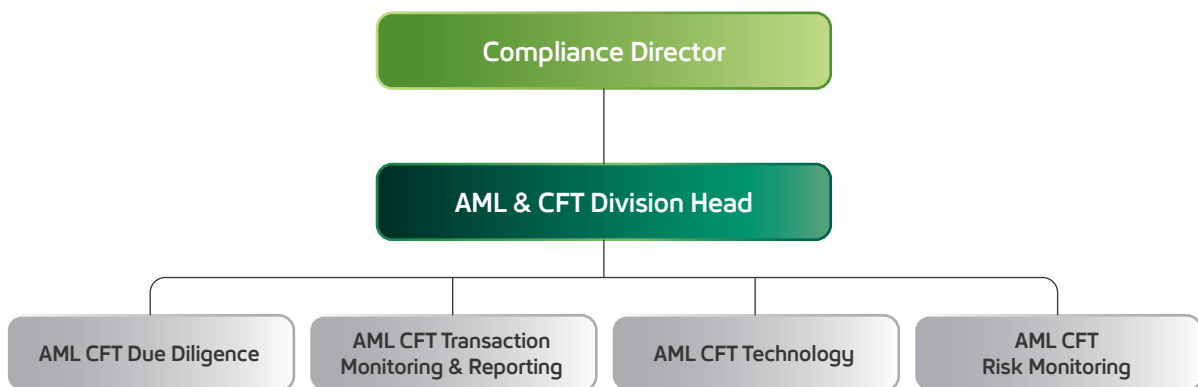 Compliance Director
AML & CFT Division Head
AML CFT Due Diligence
AML CFT Transaction
Monitoring & Reporting
AML CFT Technology
AML CFT
Risk Monitoring